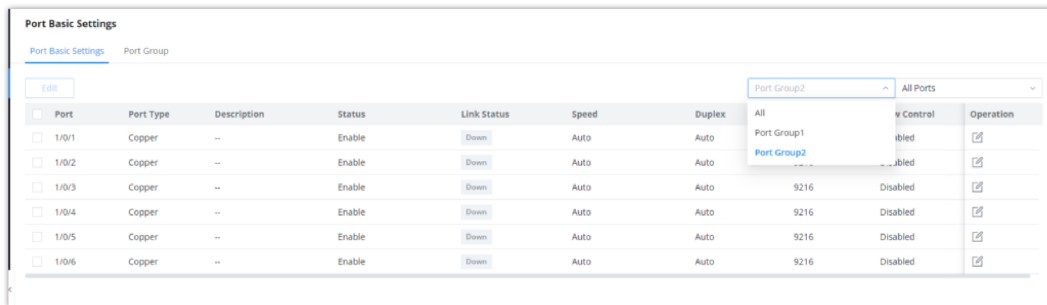 Port Basic Settings
Port Basic Settings Port Group
Edit Port Group2 All Ports
Port Port Type Description Status Link Status Speed Duplex All w Control Operation
1/0/1 Copper -- Enable Down Auto Auto Port Group1 abled
1/0/2 Copper -- Enable Down Auto Auto Port Group2 abled
1/0/3 Copper -- Enable Down Auto Auto 9216 Disabled
1/0/4 Copper -- Enable Down Auto Auto 9216 Disabled
1/0/5 Copper -- Enable Down Auto Auto 9216 Disabled
1/0/6 Copper -- Enable Down Auto Auto 9216 Disabled